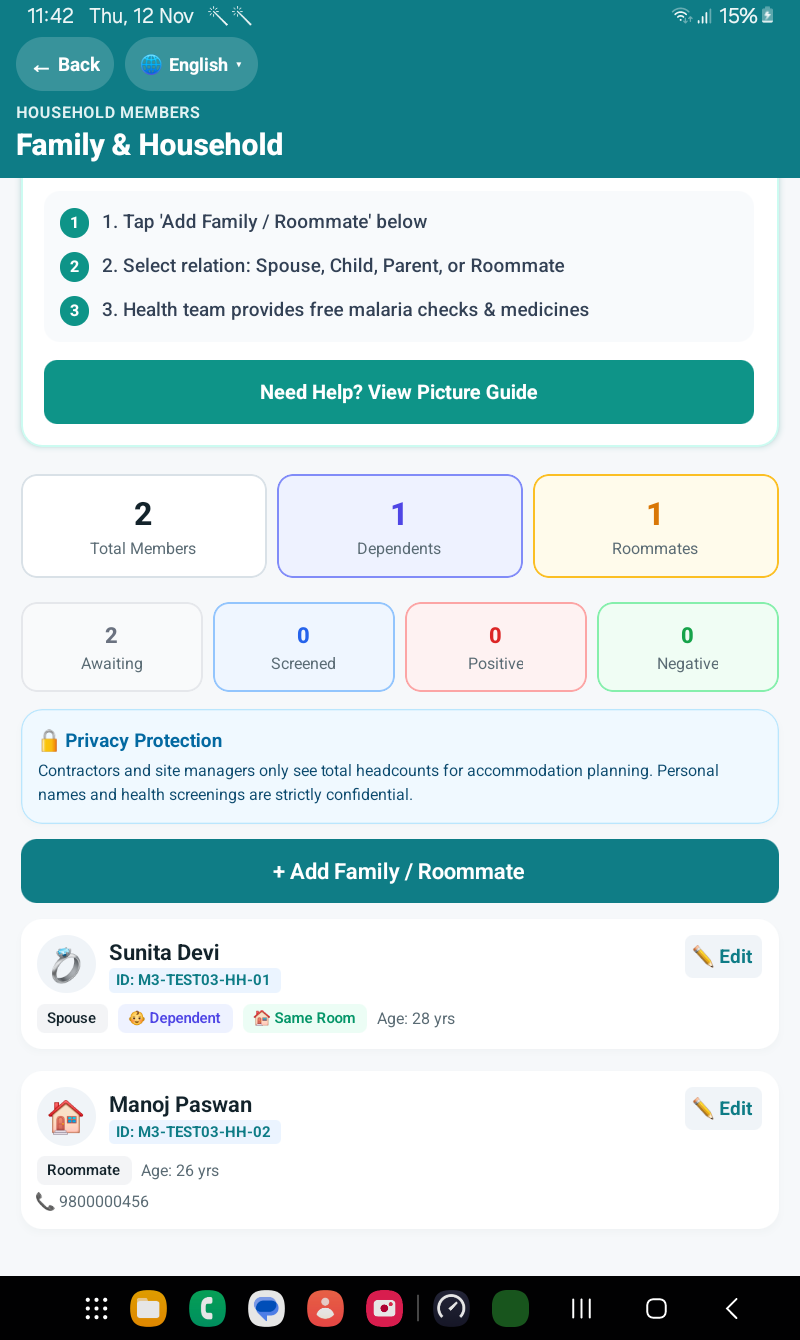 11:42 Thu, 12 Nov 15%
← Back English ▾
HOUSEHOLD MEMBERS
Family & Household
1 1. Tap 'Add Family / Roommate' below
2 2. Select relation: Spouse, Child, Parent, or Roommate
3 3. Health team provides free malaria checks & medicines
Need Help? View Picture Guide
2 1 1
Total Members Dependents Roommates
2 0 0 0
Awaiting Screened Positive Negative
Privacy Protection
Contractors and site managers only see total headcounts for accommodation planning. Personal
names and health screenings are strictly confidential.
+ Add Family / Roommate
Sunita Devi Edit
ID: M3-TEST03-HH-01
Spouse Dependent Same Room Age: 28 yrs
Manoj Paswan Edit
ID: M3-TEST03-HH-02
Roommate Age: 26 yrs
9800000456